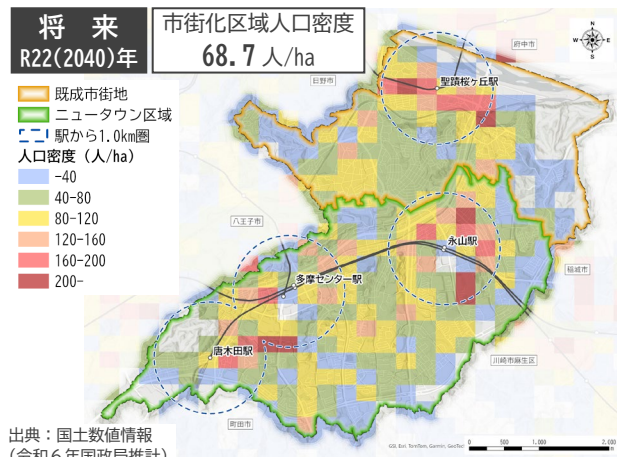 将来
R22(2040)年
市街化区域人口密度
68.7 人/ha
既成市街地
ニュータウン区域
駅から1.0km圏
人口密度（人/ha）
-40
40-80
80-120
120-160
160-200
200-
N
W
E
S
府中市
日野市
聖蹟桜ヶ丘駅
八王子市
永山駅
稲城市
多摩センター駅
唐木田駅
川崎市麻生区
町田市
出典：国土数値情報
（令和６年国政局推計）
GSI, Esri, TomTom, Garmin, GeoTec
0 500 1,000 2,000